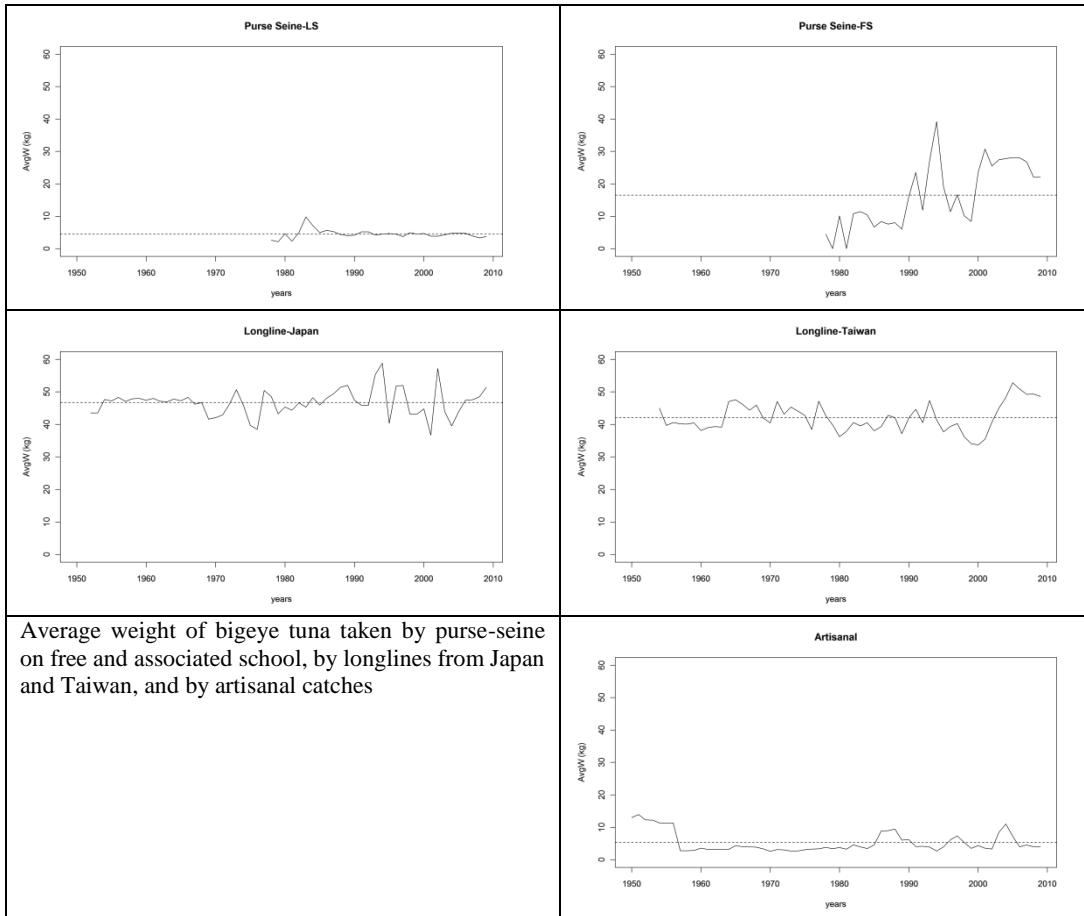 Purse Seine-LS
AvgW (kg)
60
50
40
30
20
10
0
1950 1960 1970 1980 1990 2000 2010
years
Purse Seine-FS
AvgW (kg)
60
50
40
30
20
10
0
1950 1960 1970 1980 1990 2000 2010
years
Longline-Japan
AvgW (kg)
60
50
40
30
20
10
0
1950 1960 1970 1980 1990 2000 2010
years
Longline-Taiwan
AvgW (kg)
60
50
40
30
20
10
0
1950 1960 1970 1980 1990 2000 2010
years
Average weight of bigeye tuna taken by purse-seine
on free and associated school, by longlines from Japan
and Taiwan, and by artisanal catches
Artisanal
AvgW (kg)
60
50
40
30
20
10
0
1950 1960 1970 1980 1990 2000 2010
years